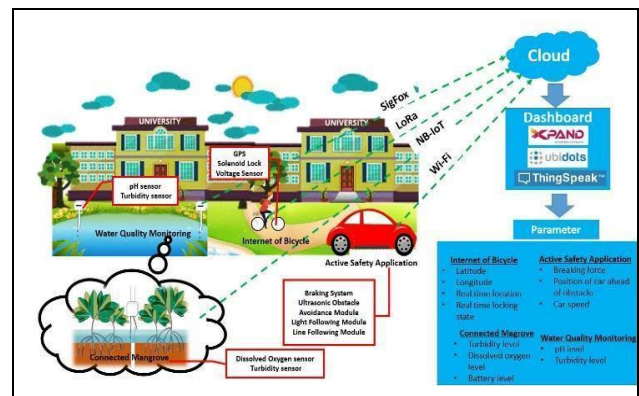 Cloud
SigFox
LoRa
NB-IoT
Wi-Fi
UNIVERSITY
UNIVERSITY
GPS
Solenoid Lock
Voltage Sensor
pH sensor
Turbidity sensor
Water Quality Monitoring
Internet of Bicycle
Active Safety Application
Braking System
Ultrasonic Obstacle
Avoidance Module
Light Following Module
Line Following Module
Connected Mangrove
Dissolved Oxygen sensor
Turbidity sensor
Dashboard
XPAND
ubidots
ThingSpeak™
Parameter
Internet of Bicycle
• Latitude
• Longitude
• Real time location
• Real time locking
state
Active Safety Application
• Breaking force
• Position of car ahead
of obstacle
• Car speed
Connected Magrove
• Turbidity level
• Dissolved oxygen
level
• Battery level
Water Quality Monitoring
• pH level
• Turbidity level